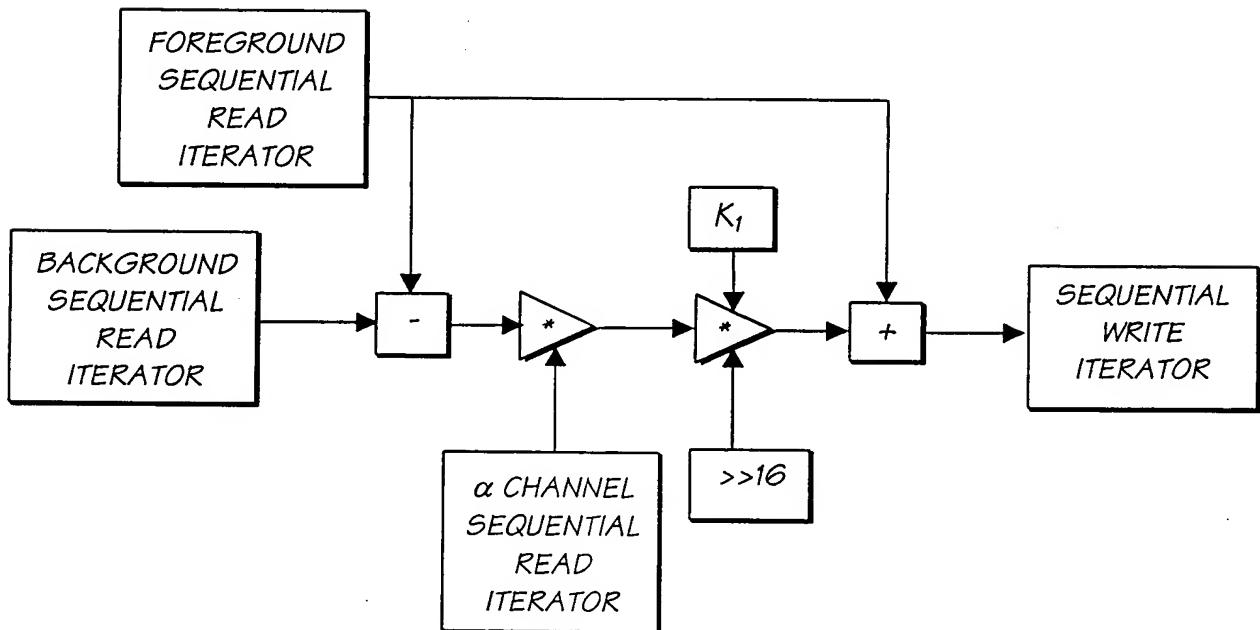 FOREGROUND
SEQUENTIAL
READ
ITERATOR
K₁
BACKGROUND
SEQUENTIAL
READ
ITERATOR
-
*
*
+
SEQUENTIAL
WRITE
ITERATOR
α CHANNEL
SEQUENTIAL
READ
ITERATOR
>>16